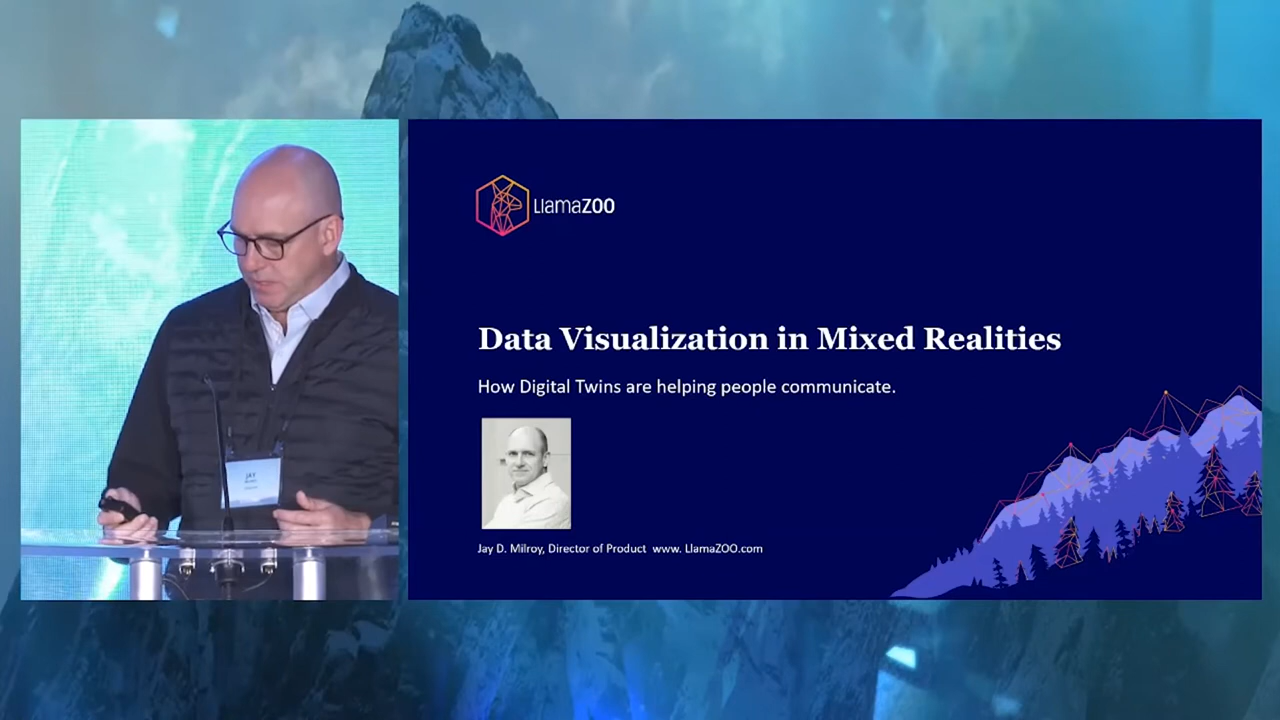 JAY
LlamaZOO
Data Visualization in Mixed Realities
How Digital Twins are helping people communicate.
Jay D. Milroy, Director of Product www. LlamaZOO.com